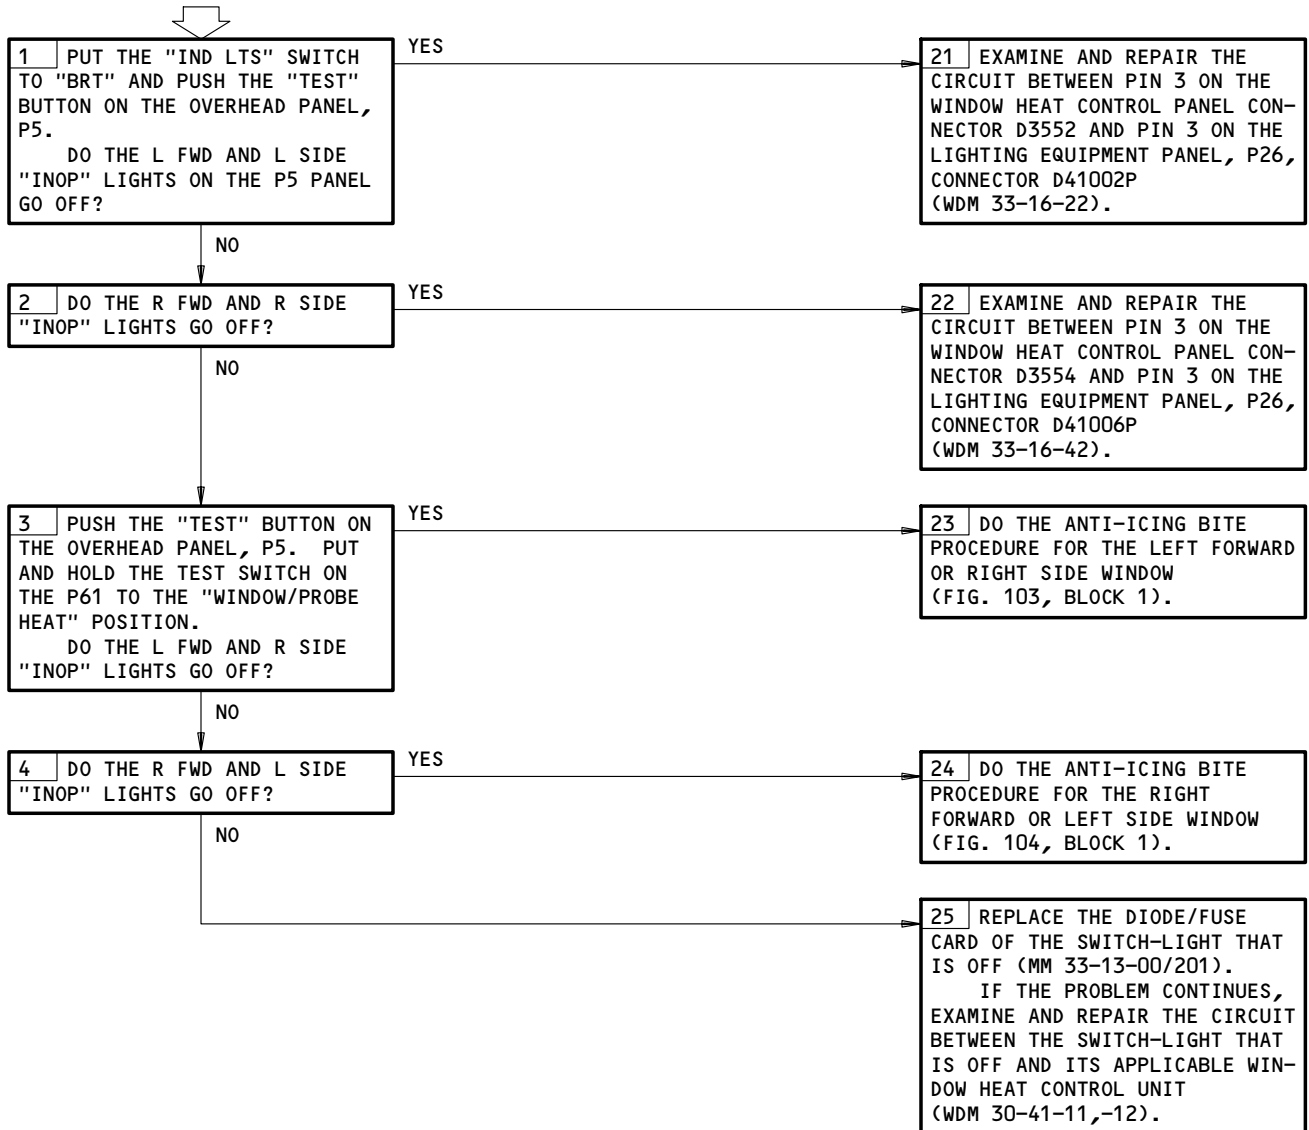 1 PUT THE "IND LTS" SWITCH
TO "BRT" AND PUSH THE "TEST"
BUTTON ON THE OVERHEAD PANEL,
P5.
DO THE L FWD AND L SIDE
"INOP" LIGHTS ON THE P5 PANEL
GO OFF?
YES
21 EXAMINE AND REPAIR THE
CIRCUIT BETWEEN PIN 3 ON THE
WINDOW HEAT CONTROL PANEL CON-
NECTOR D3552 AND PIN 3 ON THE
LIGHTING EQUIPMENT PANEL, P26,
CONNECTOR D41002P
(WDM 33-16-22).
NO
2 DO THE R FWD AND R SIDE
"INOP" LIGHTS GO OFF?
YES
22 EXAMINE AND REPAIR THE
CIRCUIT BETWEEN PIN 3 ON THE
WINDOW HEAT CONTROL PANEL CON-
NECTOR D3554 AND PIN 3 ON THE
LIGHTING EQUIPMENT PANEL, P26,
CONNECTOR D41006P
(WDM 33-16-42).
NO
3 PUSH THE "TEST" BUTTON ON
THE OVERHEAD PANEL, P5. PUT
AND HOLD THE TEST SWITCH ON
THE P61 TO THE "WINDOW/PROBE
HEAT" POSITION.
DO THE L FWD AND R SIDE
"INOP" LIGHTS GO OFF?
YES
23 DO THE ANTI-ICING BITE
PROCEDURE FOR THE LEFT FORWARD
OR RIGHT SIDE WINDOW
(FIG. 103, BLOCK 1).
NO
4 DO THE R FWD AND L SIDE
"INOP" LIGHTS GO OFF?
YES
24 DO THE ANTI-ICING BITE
PROCEDURE FOR THE RIGHT
FORWARD OR LEFT SIDE WINDOW
(FIG. 104, BLOCK 1).
NO
25 REPLACE THE DIODE/FUSE
CARD OF THE SWITCH-LIGHT THAT
IS OFF (MM 33-13-00/201).
IF THE PROBLEM CONTINUES,
EXAMINE AND REPAIR THE CIRCUIT
BETWEEN THE SWITCH-LIGHT THAT
IS OFF AND ITS APPLICABLE WIN-
DOW HEAT CONTROL UNIT
(WDM 30-41-11,-12).